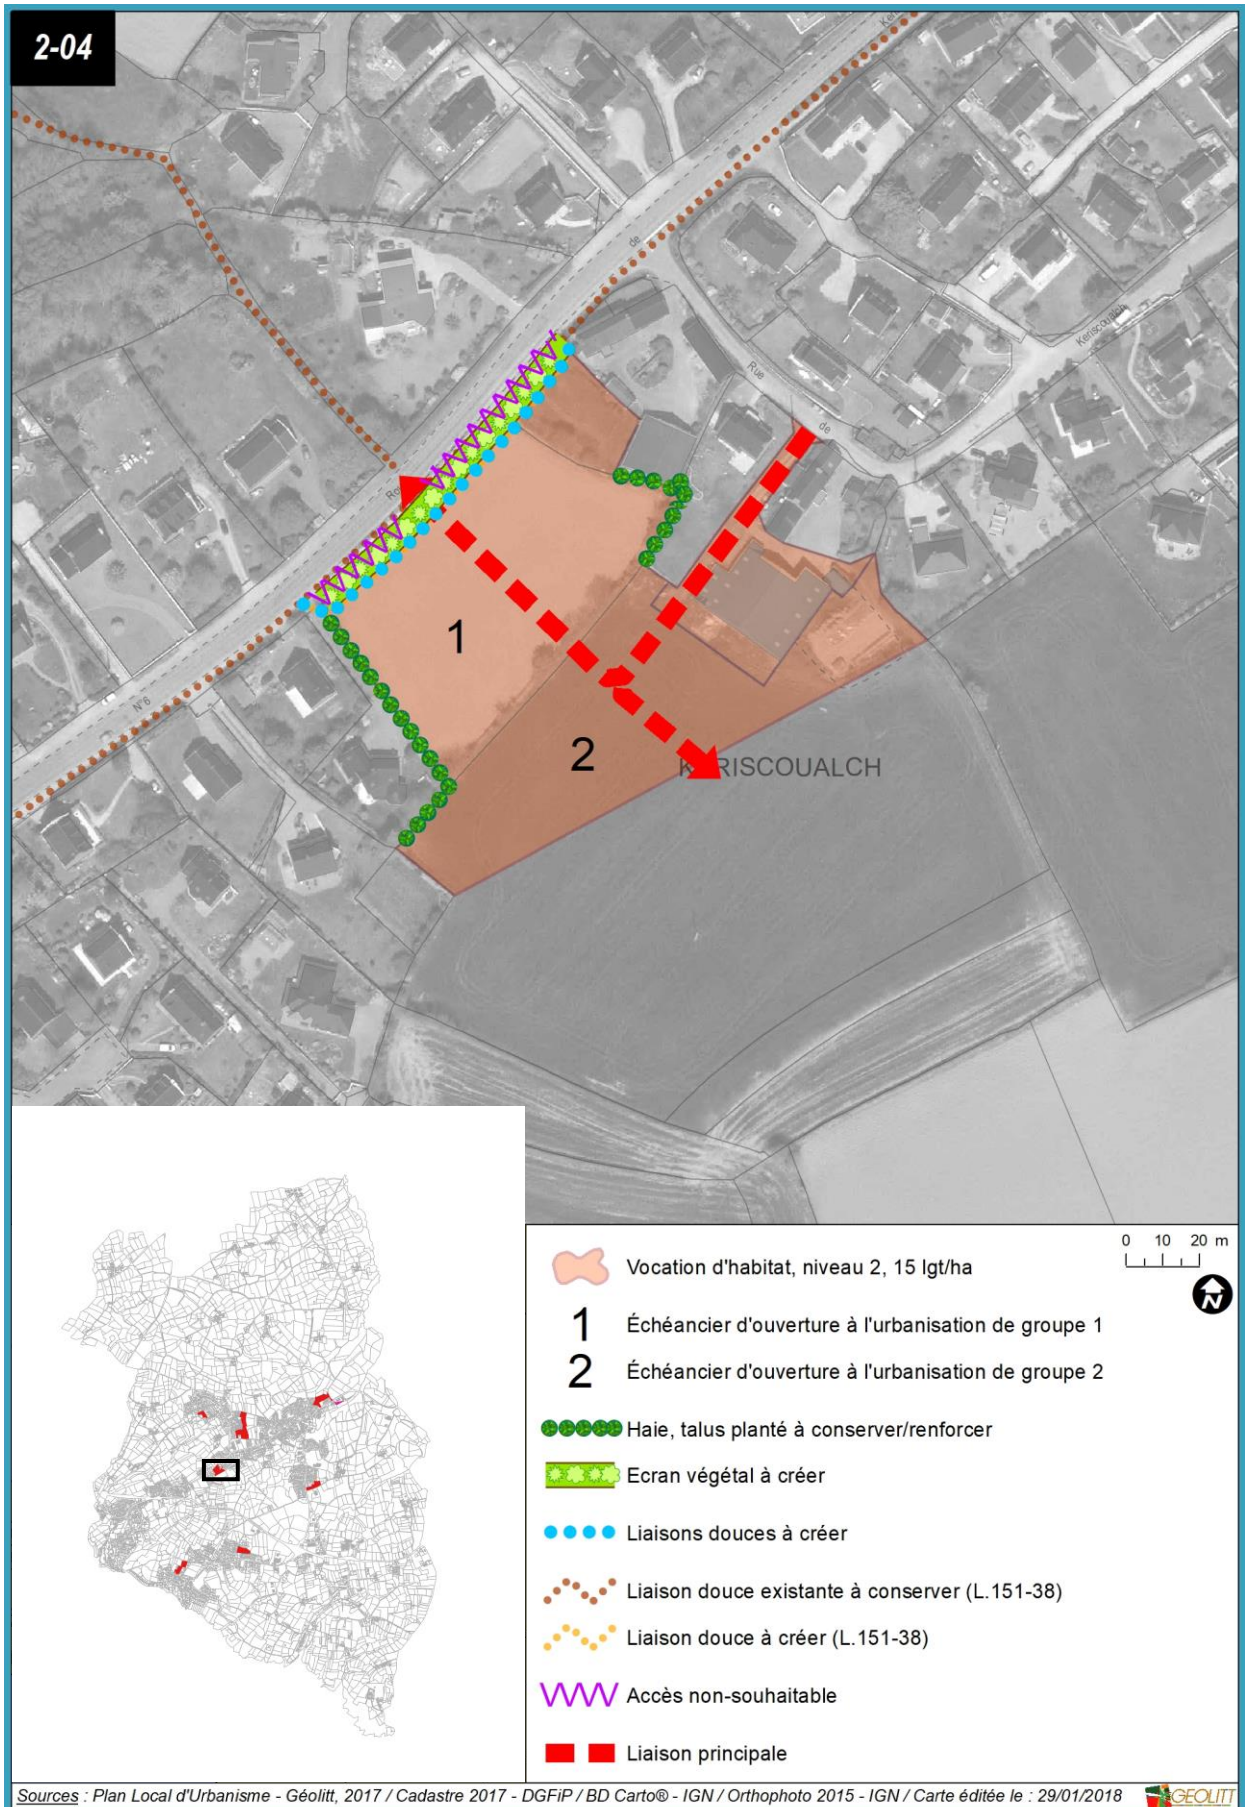 2-04
de
Rue
de
Keriscoualch
N°6
1
2
KERISCOUALCH
0 10 20 m
N
Vocation d'habitat, niveau 2, 15 lgt/ha
1 Échéancier d'ouverture à l'urbanisation de groupe 1
2 Échéancier d'ouverture à l'urbanisation de groupe 2
Haie, talus planté à conserver/renforcer
Ecran végétal à créer
Liaisons douces à créer
Liaison douce existante à conserver (L.151-38)
Liaison douce à créer (L.151-38)
Accès non-souhaitable
Liaison principale
Sources : Plan Local d'Urbanisme - Géolitt, 2017 / Cadastre 2017 - DGFiP / BD Carto® - IGN / Orthophoto 2015 - IGN / Carte éditée le : 29/01/2018
GEOLITT